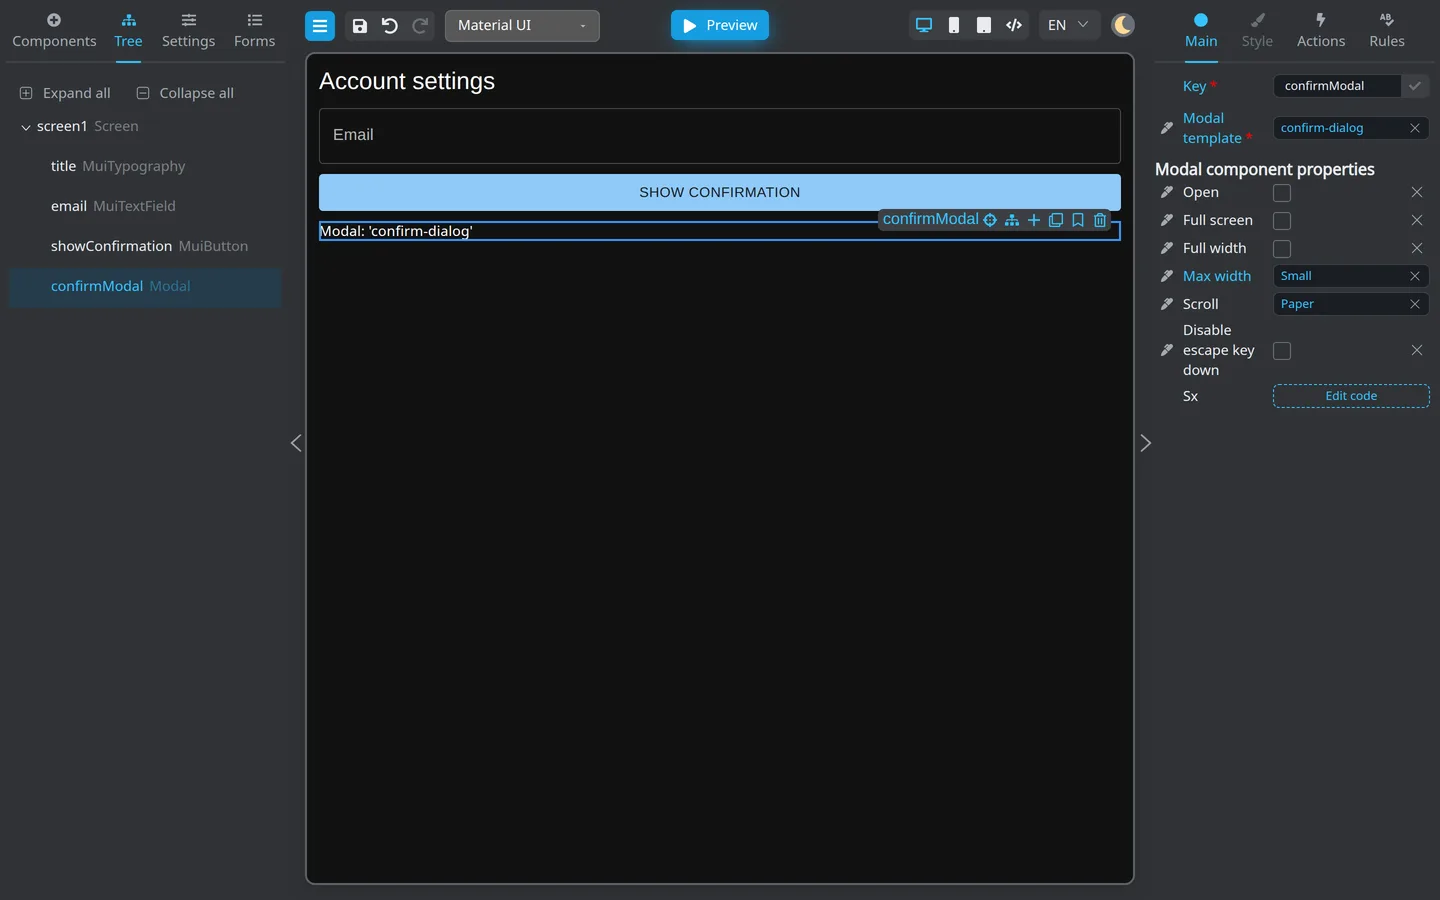 Components
Tree
Settings
Forms
Material UI
Preview
EN
Main
Style
Actions
Rules
Expand all
Collapse all
screen1 Screen
title MuiTypography
email MuiTextField
showConfirmation MuiButton
confirmModal Modal
Account settings
Email
SHOW CONFIRMATION
confirmModal
Modal: 'confirm-dialog'
Key *
confirmModal
Modal
template *
confirm-dialog
Modal component properties
Open
Full screen
Full width
Max width
Small
Scroll
Paper
Disable
escape key
down
Sx
Edit code